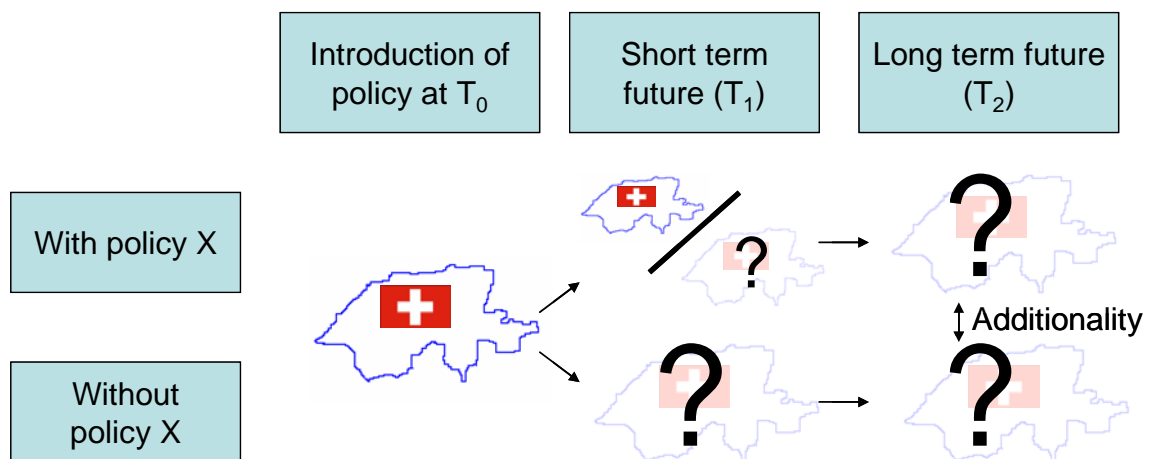 Introduction of
policy at T₀
Short term
future (T₁)
Long term future
(T₂)
With policy X
?
?
Additionality
Without
policy X
?
?